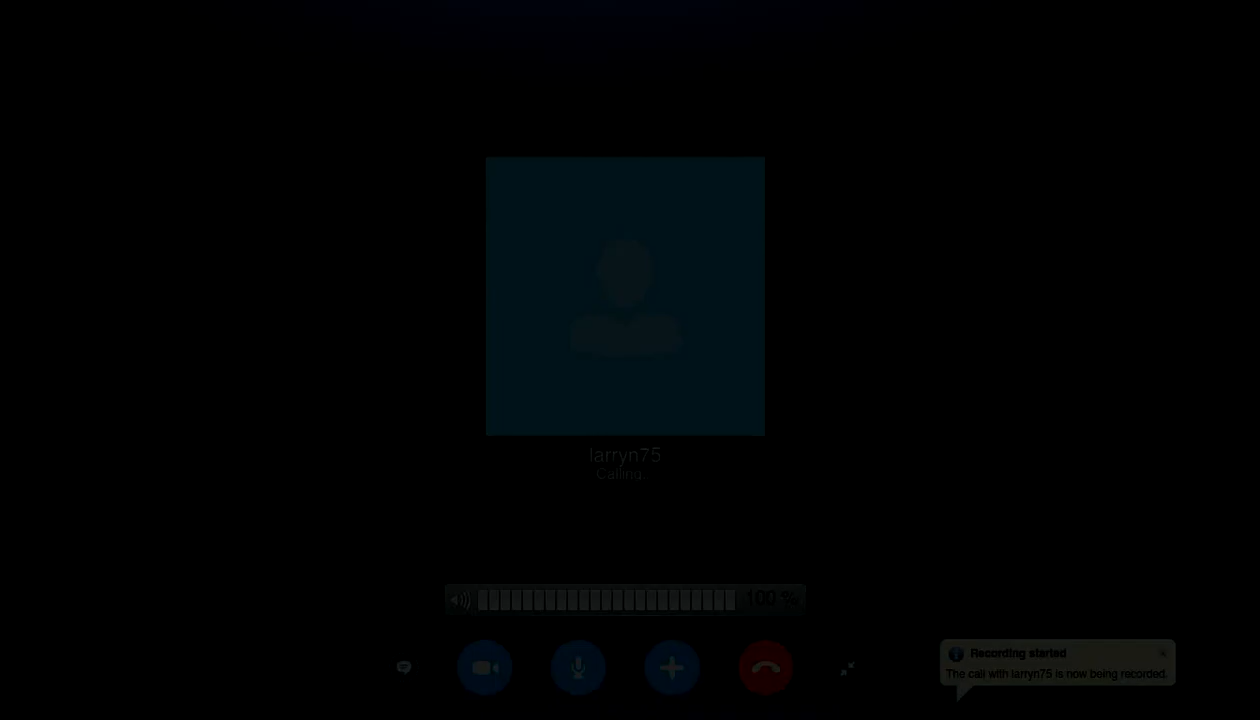 larryn75
Calling
100 %
Recording started
The call with larryn75 is now being recorded.